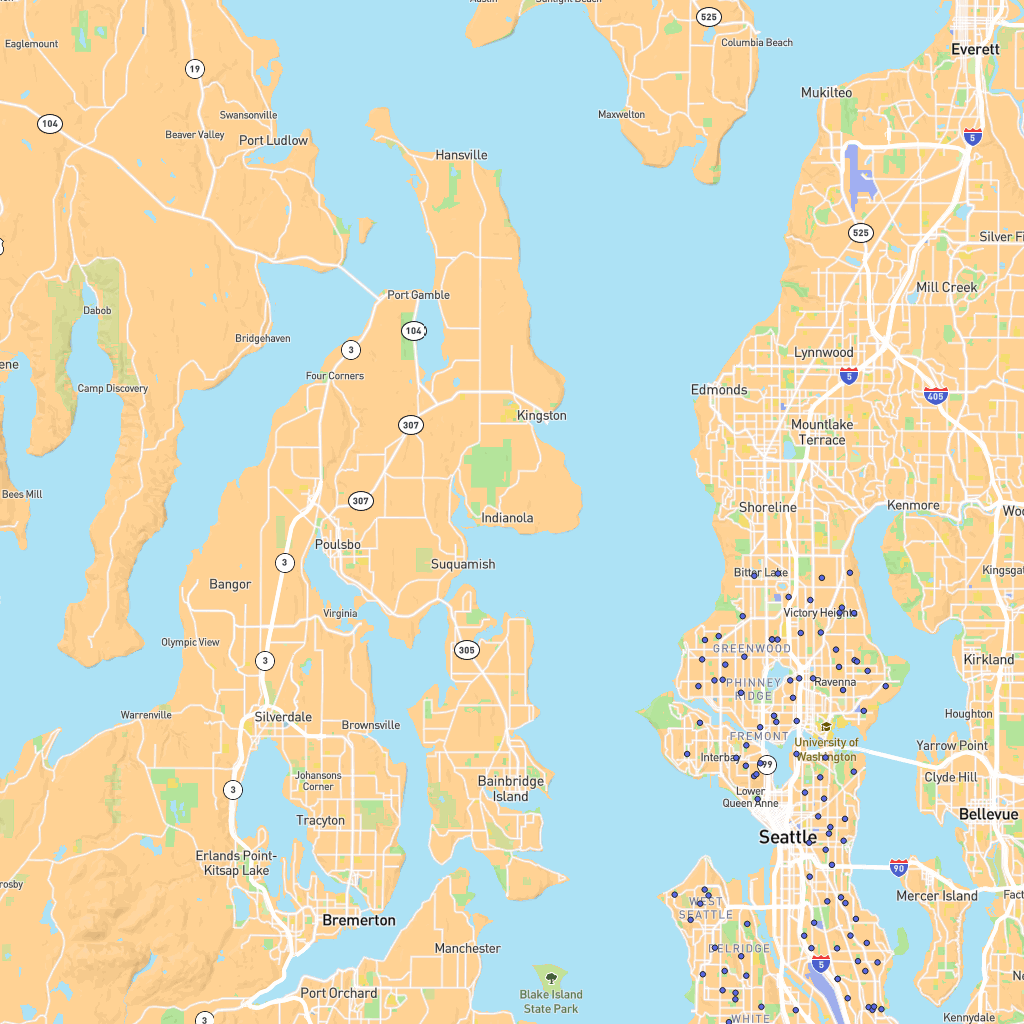 Sunlight Beach
525
Columbia Beach
Eaglemount
Everett
19
Mukilteo
Swansonville
Maxwelton
104
Beaver Valley
Port Ludlow
5
Hansville
525
Silver Fi
Mill Creek
Port Gamble
Dabob
104
Bridgehaven
3
Lynnwood
Four Corners
5
Camp Discovery
Edmonds
405
Kingston
307
Mountlake
Terrace
Bees Mill
307
Shoreline
Kenmore
Indianola
Poulsbo
3
Suquamish
Bitter Lake
Kingsga
Bangor
Virginia
Victory Heights
Olympic View
305
GREENWOOD
3
Kirkland
PHINNEY
RIDGE
Ravenna
Warrenville
Silverdale
Brownsville
Houghton
FREMONT
University of
Washington
Yarrow Point
Interbay
99
Johansons
Corner
Bainbridge
Island
Clyde Hill
3
Lower
Queen Anne
Tracyton
Bellevue
Seattle
Erlands Point-
Kitsap Lake
90
rosby
Mercer Island
Fact
WEST
SEATTLE
Bremerton
Manchester
DELRIDGE
5
Port Orchard
Blake Island
State Park
3
WHITE
Kennydale